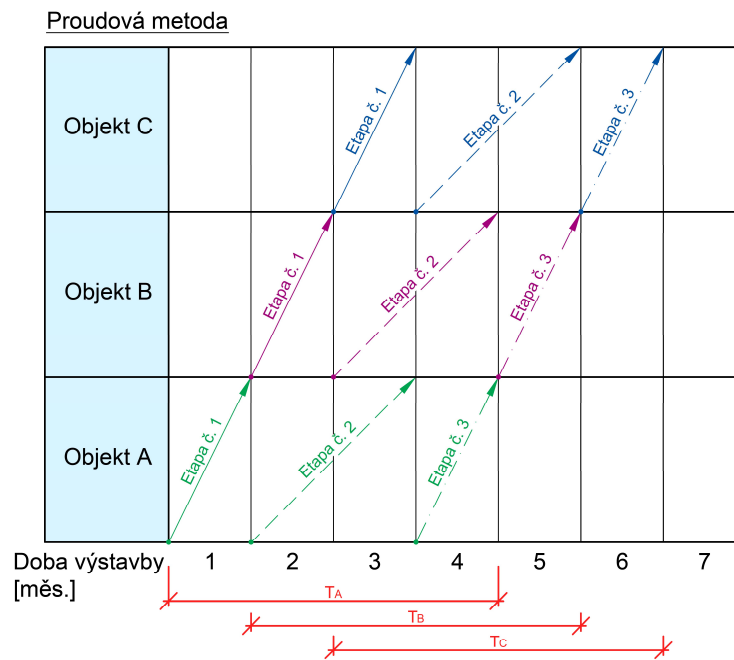 Proudová metoda
Objekt C
Etapa č. 1
Etapa č. 2
Etapa č. 3
Objekt B
Etapa č. 1
Etapa č. 2
Etapa č. 3
Objekt A
Etapa č. 1
Etapa č. 2
Etapa č. 3
Doba výstavby 1 2 3 4 5 6 7
[měs.]
TA
TB
TC